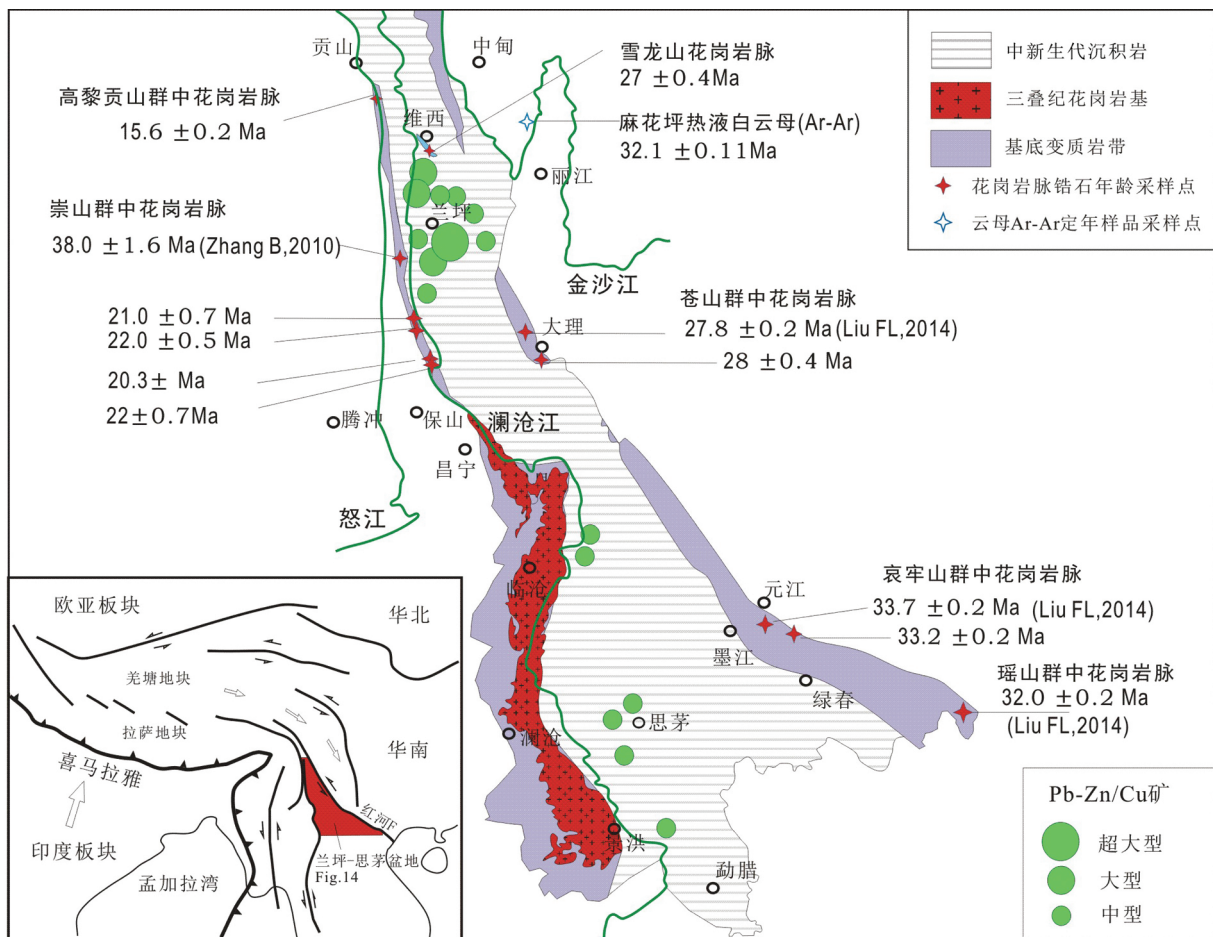 贡山
中甸
雪龙山花岗岩脉
27 ±0.4Ma
高黎贡山群中花岗岩脉
15.6 ±0.2 Ma
维西
麻花坪热液白云母(Ar-Ar)
32.1 ±0.11Ma
丽江
崇山群中花岗岩脉
38.0 ±1.6 Ma(Zhang B,2010)
兰坪
金沙江
苍山群中花岗岩脉
27.8 ±0.2 Ma(Liu FL,2014)
28 ±0.4 Ma
大理
21.0 ±0.7 Ma
22.0 ±0.5 Ma
20.3± Ma
22±0.7Ma
腾冲
保山
澜沧江
昌宁
怒江
临沧
哀牢山群中花岗岩脉
33.7 ±0.2 Ma (Liu FL,2014)
33.2 ±0.2 Ma
元江
墨江
绿春
瑶山群中花岗岩脉
32.0 ±0.2 Ma
(Liu FL,2014)
思茅
澜沧
景洪
勐腊
中新生代沉积岩
三叠纪花岗岩基
基底变质岩带
花岗岩脉锆石年龄采样点
云母Ar-Ar定年样品采样点
欧亚板块
华北
羌塘地块
拉萨地块
华南
喜马拉雅
红河F
印度板块
兰坪-思茅盆地
Fig.14
孟加拉湾
Pb-Zn/Cu矿
超大型
大型
中型